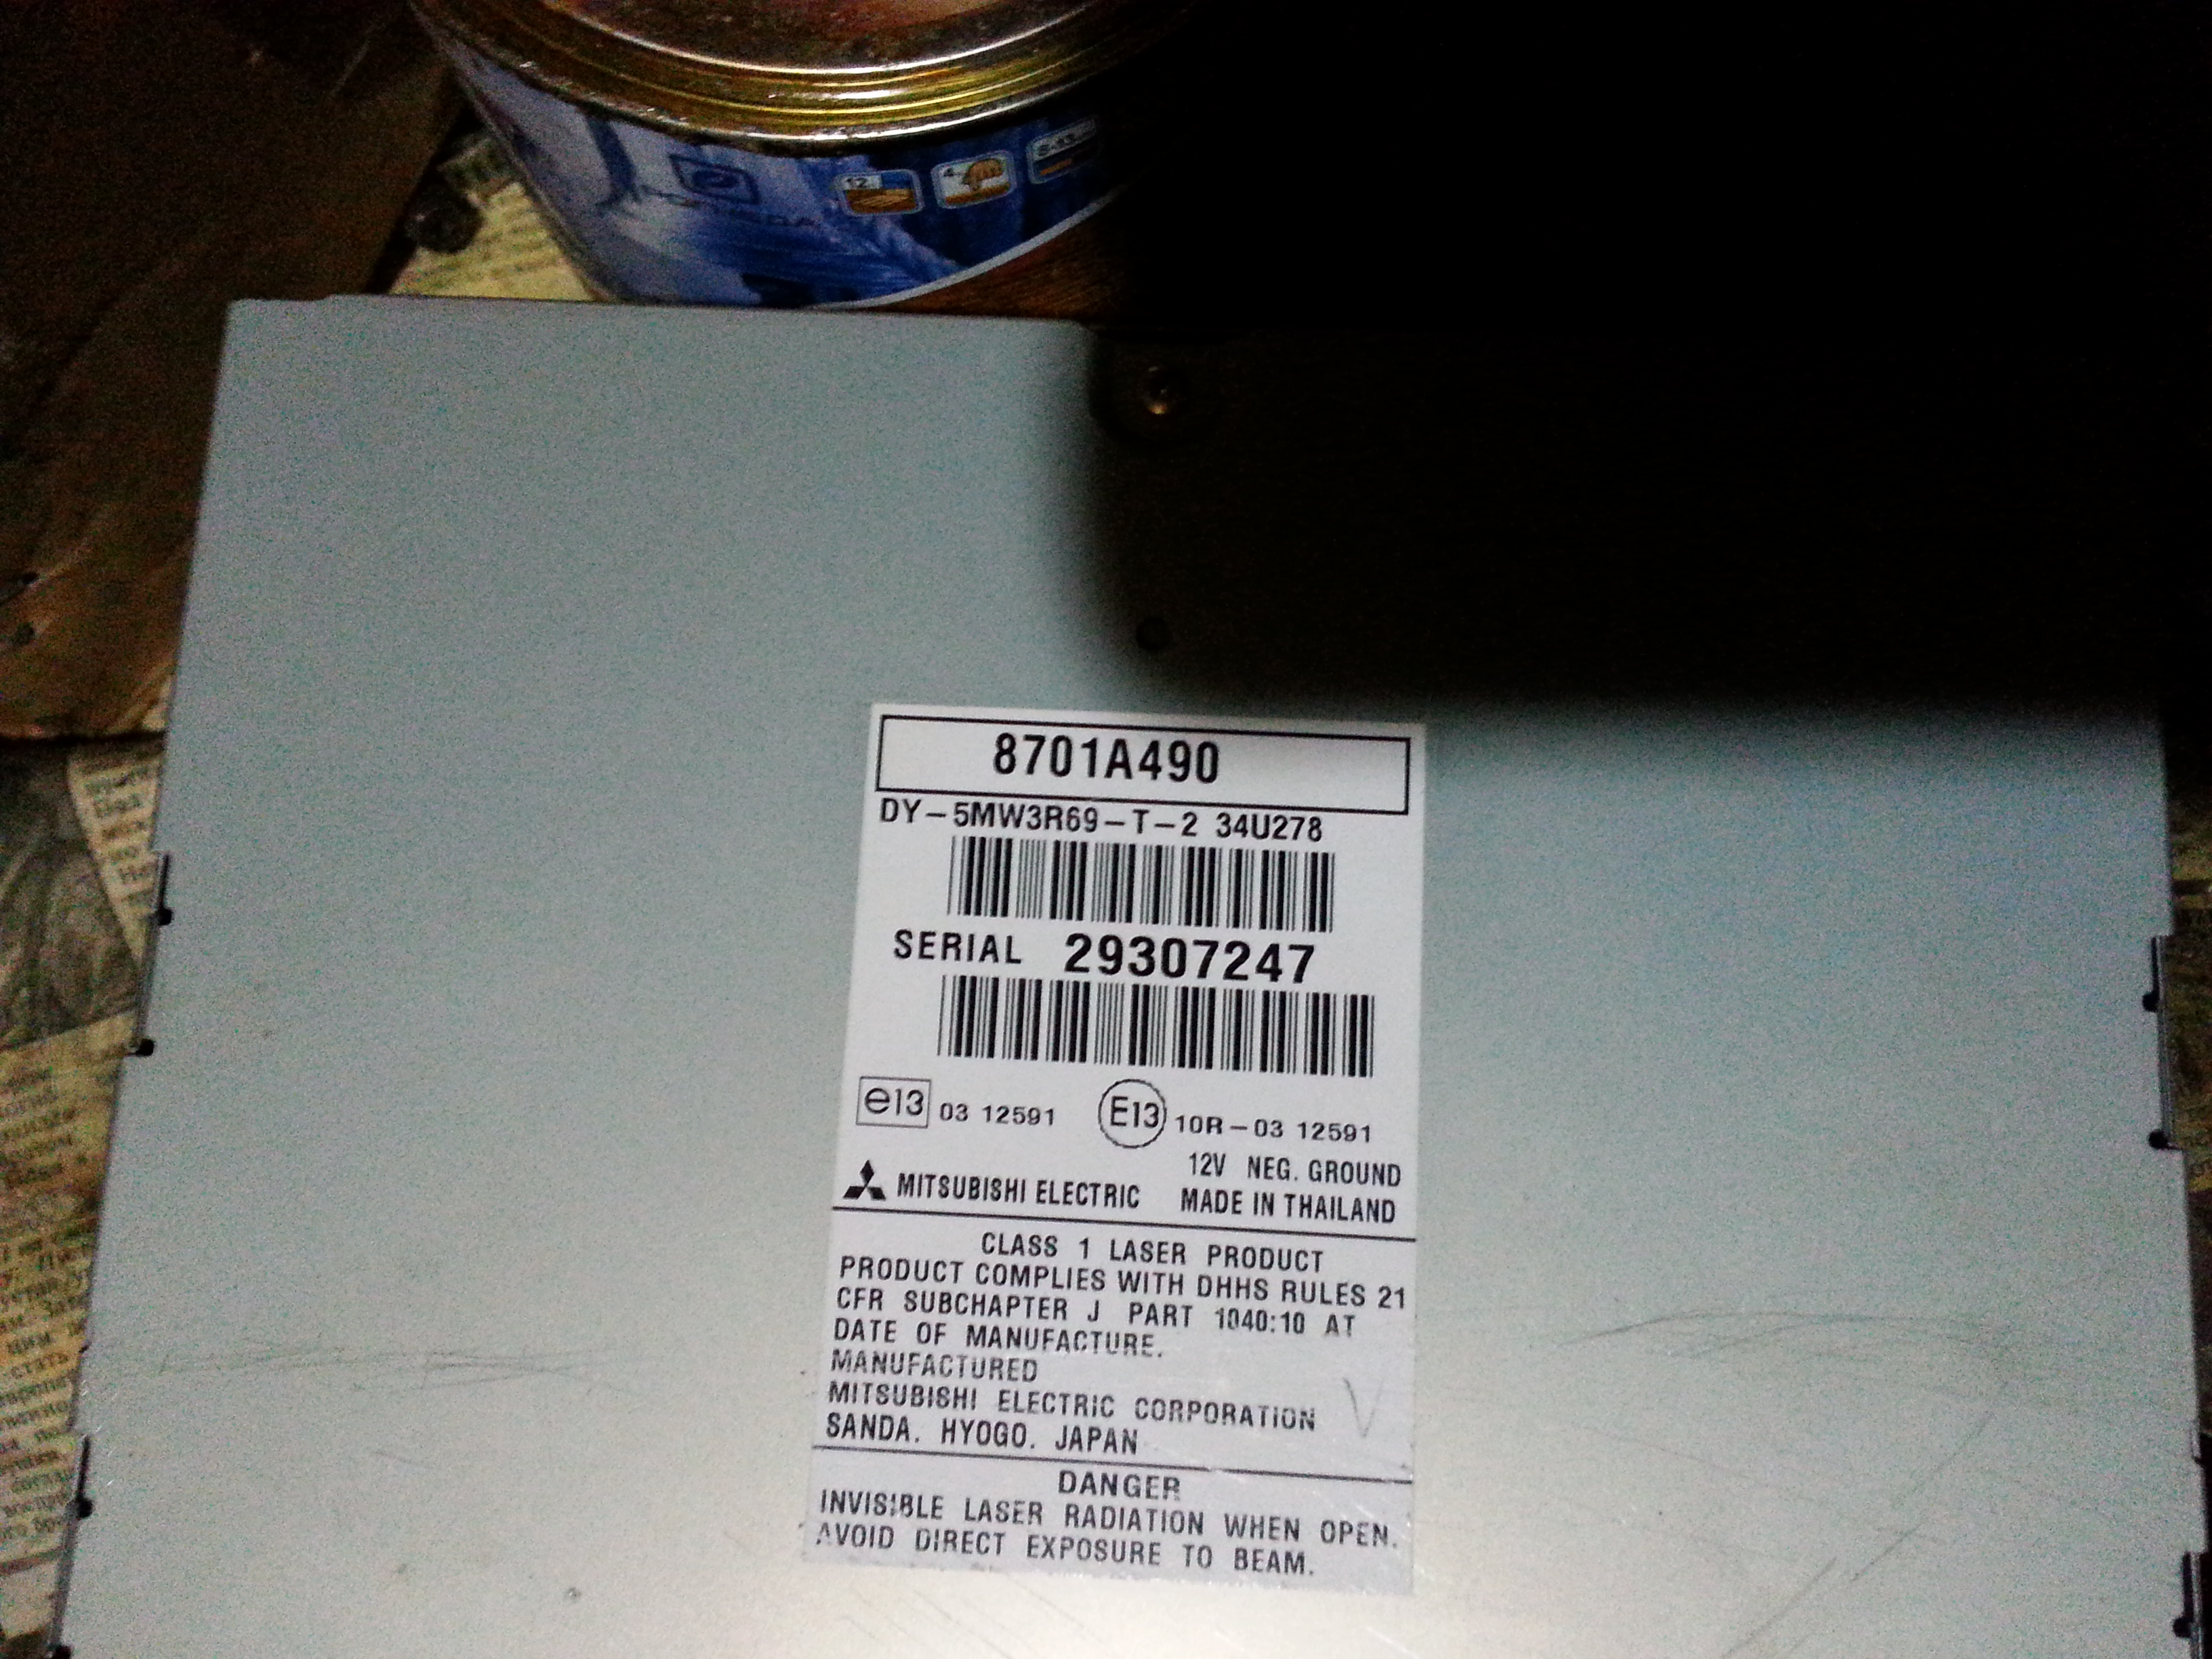 12
4
8701A490
DY-5MW3R69-T-2 34U278
SERIAL 29307247
e13 03 12591 E13 10R-03 12591
12V NEG. GROUND
MITSUBISHI ELECTRIC MADE IN THAILAND
CLASS 1 LASER PRODUCT
PRODUCT COMPLIES WITH DHHS RULES 21
CFR SUBCHAPTER J PART 1040:10 AT
DATE OF MANUFACTURE.
MANUFACTURED
MITSUBISHI ELECTRIC CORPORATION
SANDA. HYOGO. JAPAN
DANGER
INVISIBLE LASER RADIATION WHEN OPEN.
AVOID DIRECT EXPOSURE TO BEAM.
стать